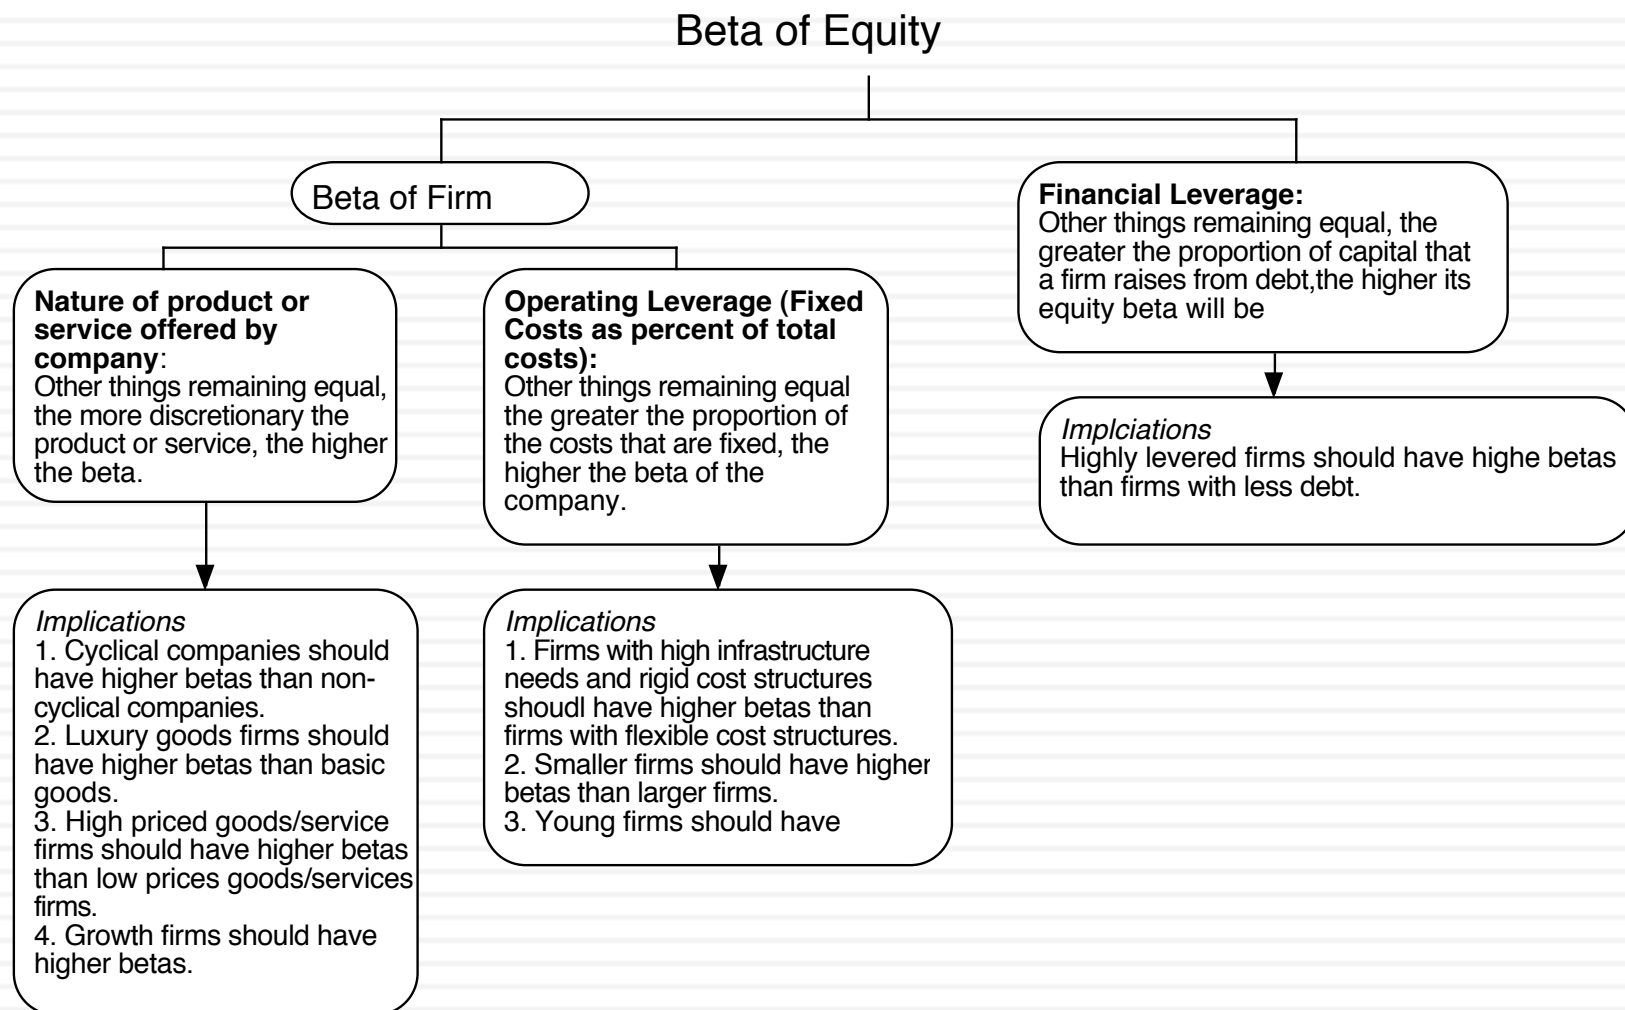 Beta of Equity
Beta of Firm
Nature of product or
service offered by
company:
Other things remaining equal,
the more discretionary the
product or service, the higher
the beta.
Operating Leverage (Fixed
Costs as percent of total
costs):
Other things remaining equal
the greater the proportion of
the costs that are fixed, the
higher the beta of the
company.
Financial Leverage:
Other things remaining equal, the
greater the proportion of capital that
a firm raises from debt,the higher its
equity beta will be
Implciations
Highly levered firms should have highe betas
than firms with less debt.
Implications
1. Cyclical companies should
have higher betas than non-
cyclical companies.
2. Luxury goods firms should
have higher betas than basic
goods.
3. High priced goods/service
firms should have higher betas
than low prices goods/services
firms.
4. Growth firms should have
higher betas.
Implications
1. Firms with high infrastructure
needs and rigid cost structures
shoudl have higher betas than
firms with flexible cost structures.
2. Smaller firms should have higher
betas than larger firms.
3. Young firms should have